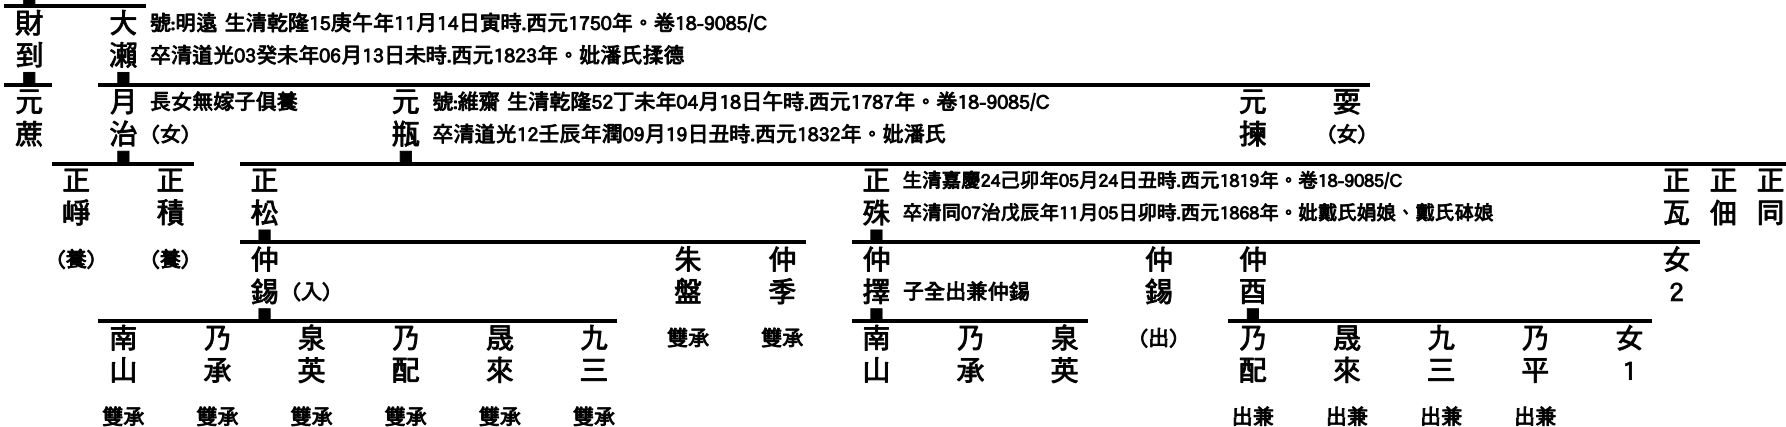 財到
大瀨 號:明遠 生清乾隆15庚午年11月14日寅時.西元1750年。卷18-9085/C
卒清道光03癸未年06月13日未時.西元1823年。妣潘氏揉德
元蔗
月治 長女無嫁子俱養
(女)
元瓶 號:維齋 生清乾隆52丁未年04月18日午時.西元1787年。卷18-9085/C
卒清道光12壬辰年潤09月19日丑時.西元1832年。妣潘氏
元揀
耍 (女)
正崢 (養)
正積 (養)
正松
正殊 生清嘉慶24己卯年05月24日丑時.西元1819年。卷18-9085/C
卒清同07治戊辰年11月05日卯時.西元1868年。妣戴氏娟娘、戴氏砵娘
正瓦
正佃
正同
仲錫 (入)
朱盤 雙承
仲季 雙承
仲擇 子全出兼仲錫
仲錫 (出)
仲酉
女2
南山 雙承
乃承 雙承
泉英 雙承
乃配 雙承
晟來 雙承
九三 雙承
南山
乃承
泉英
乃配 出兼
晟來 出兼
九三 出兼
乃平 出兼
女1